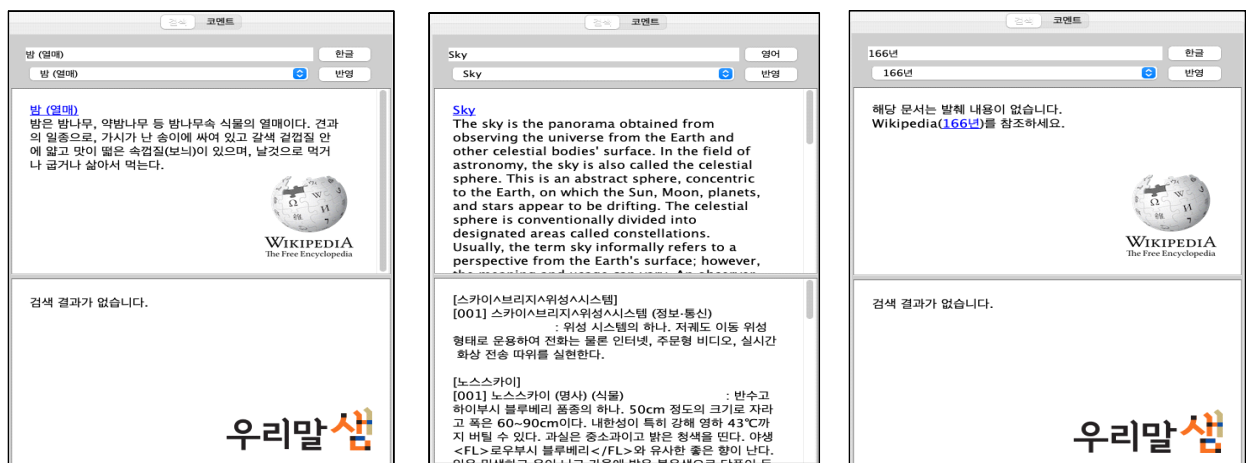 검색 코멘트
밤 (열매) 한글
밤 (열매) 반영
밤 (열매)
밤은 밤나무, 약밤나무 등 밤나무속 식물의 열매이다. 견과
의 일종으로, 가시가 난 송이에 싸여 있고 갈색 겉껍질 안
에 얇고 맛이 떫은 속껍질(보늬)이 있으며, 날것으로 먹거
나 굽거나 삶아서 먹는다.
WIKIPEDIA
The Free Encyclopedia
검색 결과가 없습니다.
우리말샘
검색 코멘트
Sky 영어
Sky 반영
Sky
The sky is the panorama obtained from
observing the universe from the Earth and
other celestial bodies' surface. In the field of
astronomy, the sky is also called the celestial
sphere. This is an abstract sphere, concentric
to the Earth, on which the Sun, Moon, planets,
and stars appear to be drifting. The celestial
sphere is conventionally divided into
designated areas called constellations.
Usually, the term sky informally refers to a
perspective from the Earth's surface; however,
the meaning and usage can vary. An observer
[스카이^브리지^위성^시스템]
[001] 스카이^브리지^위성^시스템 (정보·통신)
: 위성 시스템의 하나. 저궤도 이동 위성
형태로 운용하여 전화는 물론 인터넷, 주문형 비디오, 실시간
화상 전송 따위를 실현한다.
[노스스카이]
[001] 노스스카이 (명사) (식물) : 반수고
하이부시 블루베리 품종의 하나. 50cm 정도의 크기로 자라
고 폭은 60~90cm이다. 내한성이 특히 강해 영하 43℃까
지 버틸 수 있다. 과실은 중소과이고 밝은 청색을 띤다. 야생
<FL>로우부시 블루베리</FL>와 유사한 좋은 향이 난다.
검색 코멘트
166년 한글
166년 반영
해당 문서는 발췌 내용이 없습니다.
Wikipedia(166년)를 참조하세요.
WIKIPEDIA
The Free Encyclopedia
검색 결과가 없습니다.
우리말샘